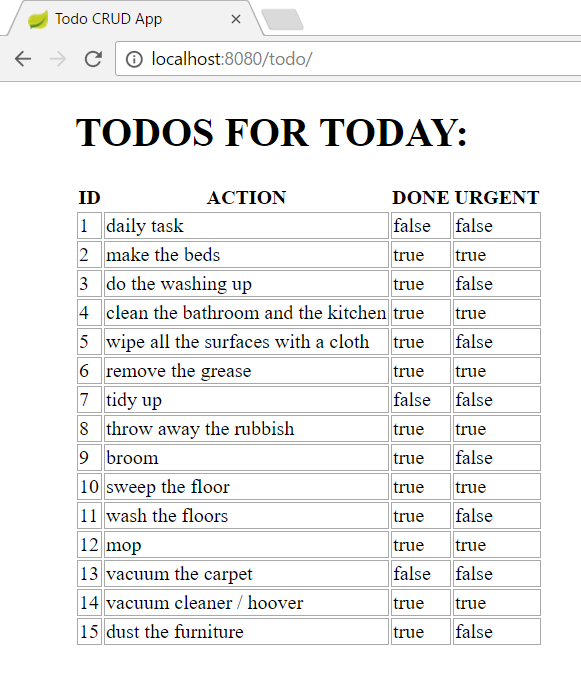 Todo CRUD App
localhost:8080/todo/
TODOS FOR TODAY:
ID ACTION DONE URGENT
1 daily task false false
2 make the beds true true
3 do the washing up true false
4 clean the bathroom and the kitchen true true
5 wipe all the surfaces with a cloth true false
6 remove the grease true true
7 tidy up false false
8 throw away the rubbish true true
9 broom true false
10 sweep the floor true true
11 wash the floors true false
12 mop true true
13 vacuum the carpet false false
14 vacuum cleaner / hoover true true
15 dust the furniture true false